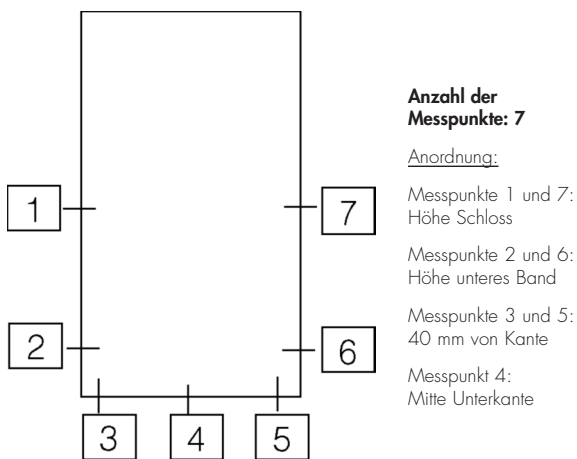 Anzahl der
Messpunkte: 7
Anordnung:
1
7
Messpunkte 1 und 7:
Höhe Schloss
Messpunkte 2 und 6:
Höhe unteres Band
2
6
Messpunkte 3 und 5:
40 mm von Kante
Messpunkt 4:
Mitte Unterkante
3
4
5